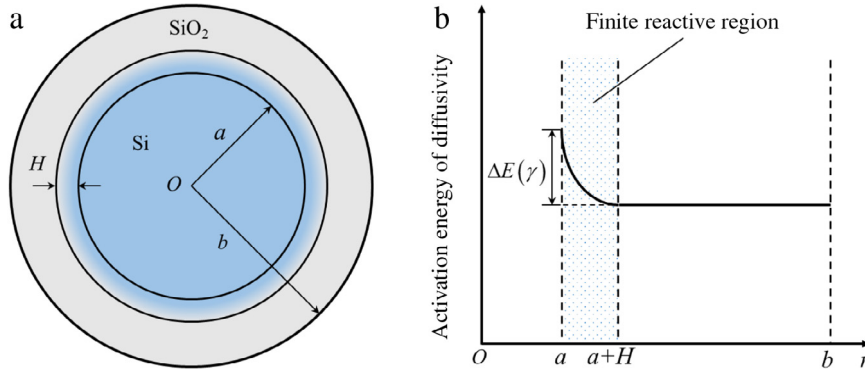 a
SiO₂
H
Si
a
O
b
b
Activation energy of diffusivity
Finite reactive region
ΔE(γ)
O
a
a+H
b
r